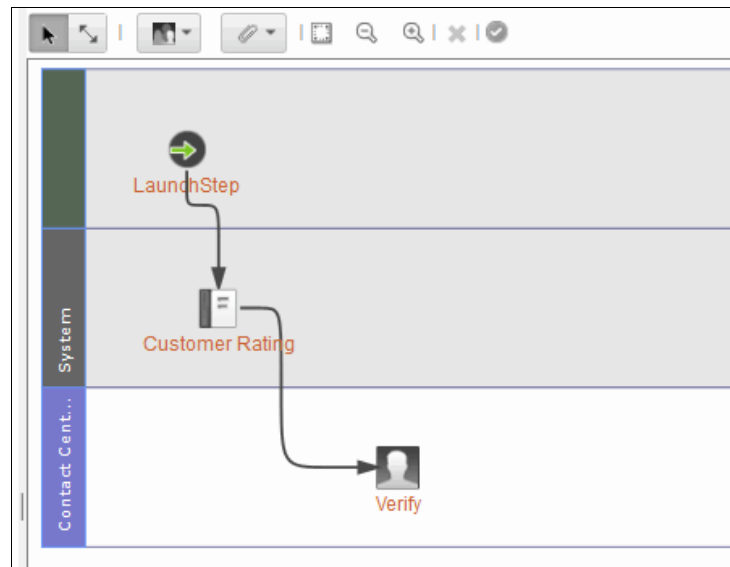 LaunchStep
System
Customer Rating
Contact Cent...
Verify